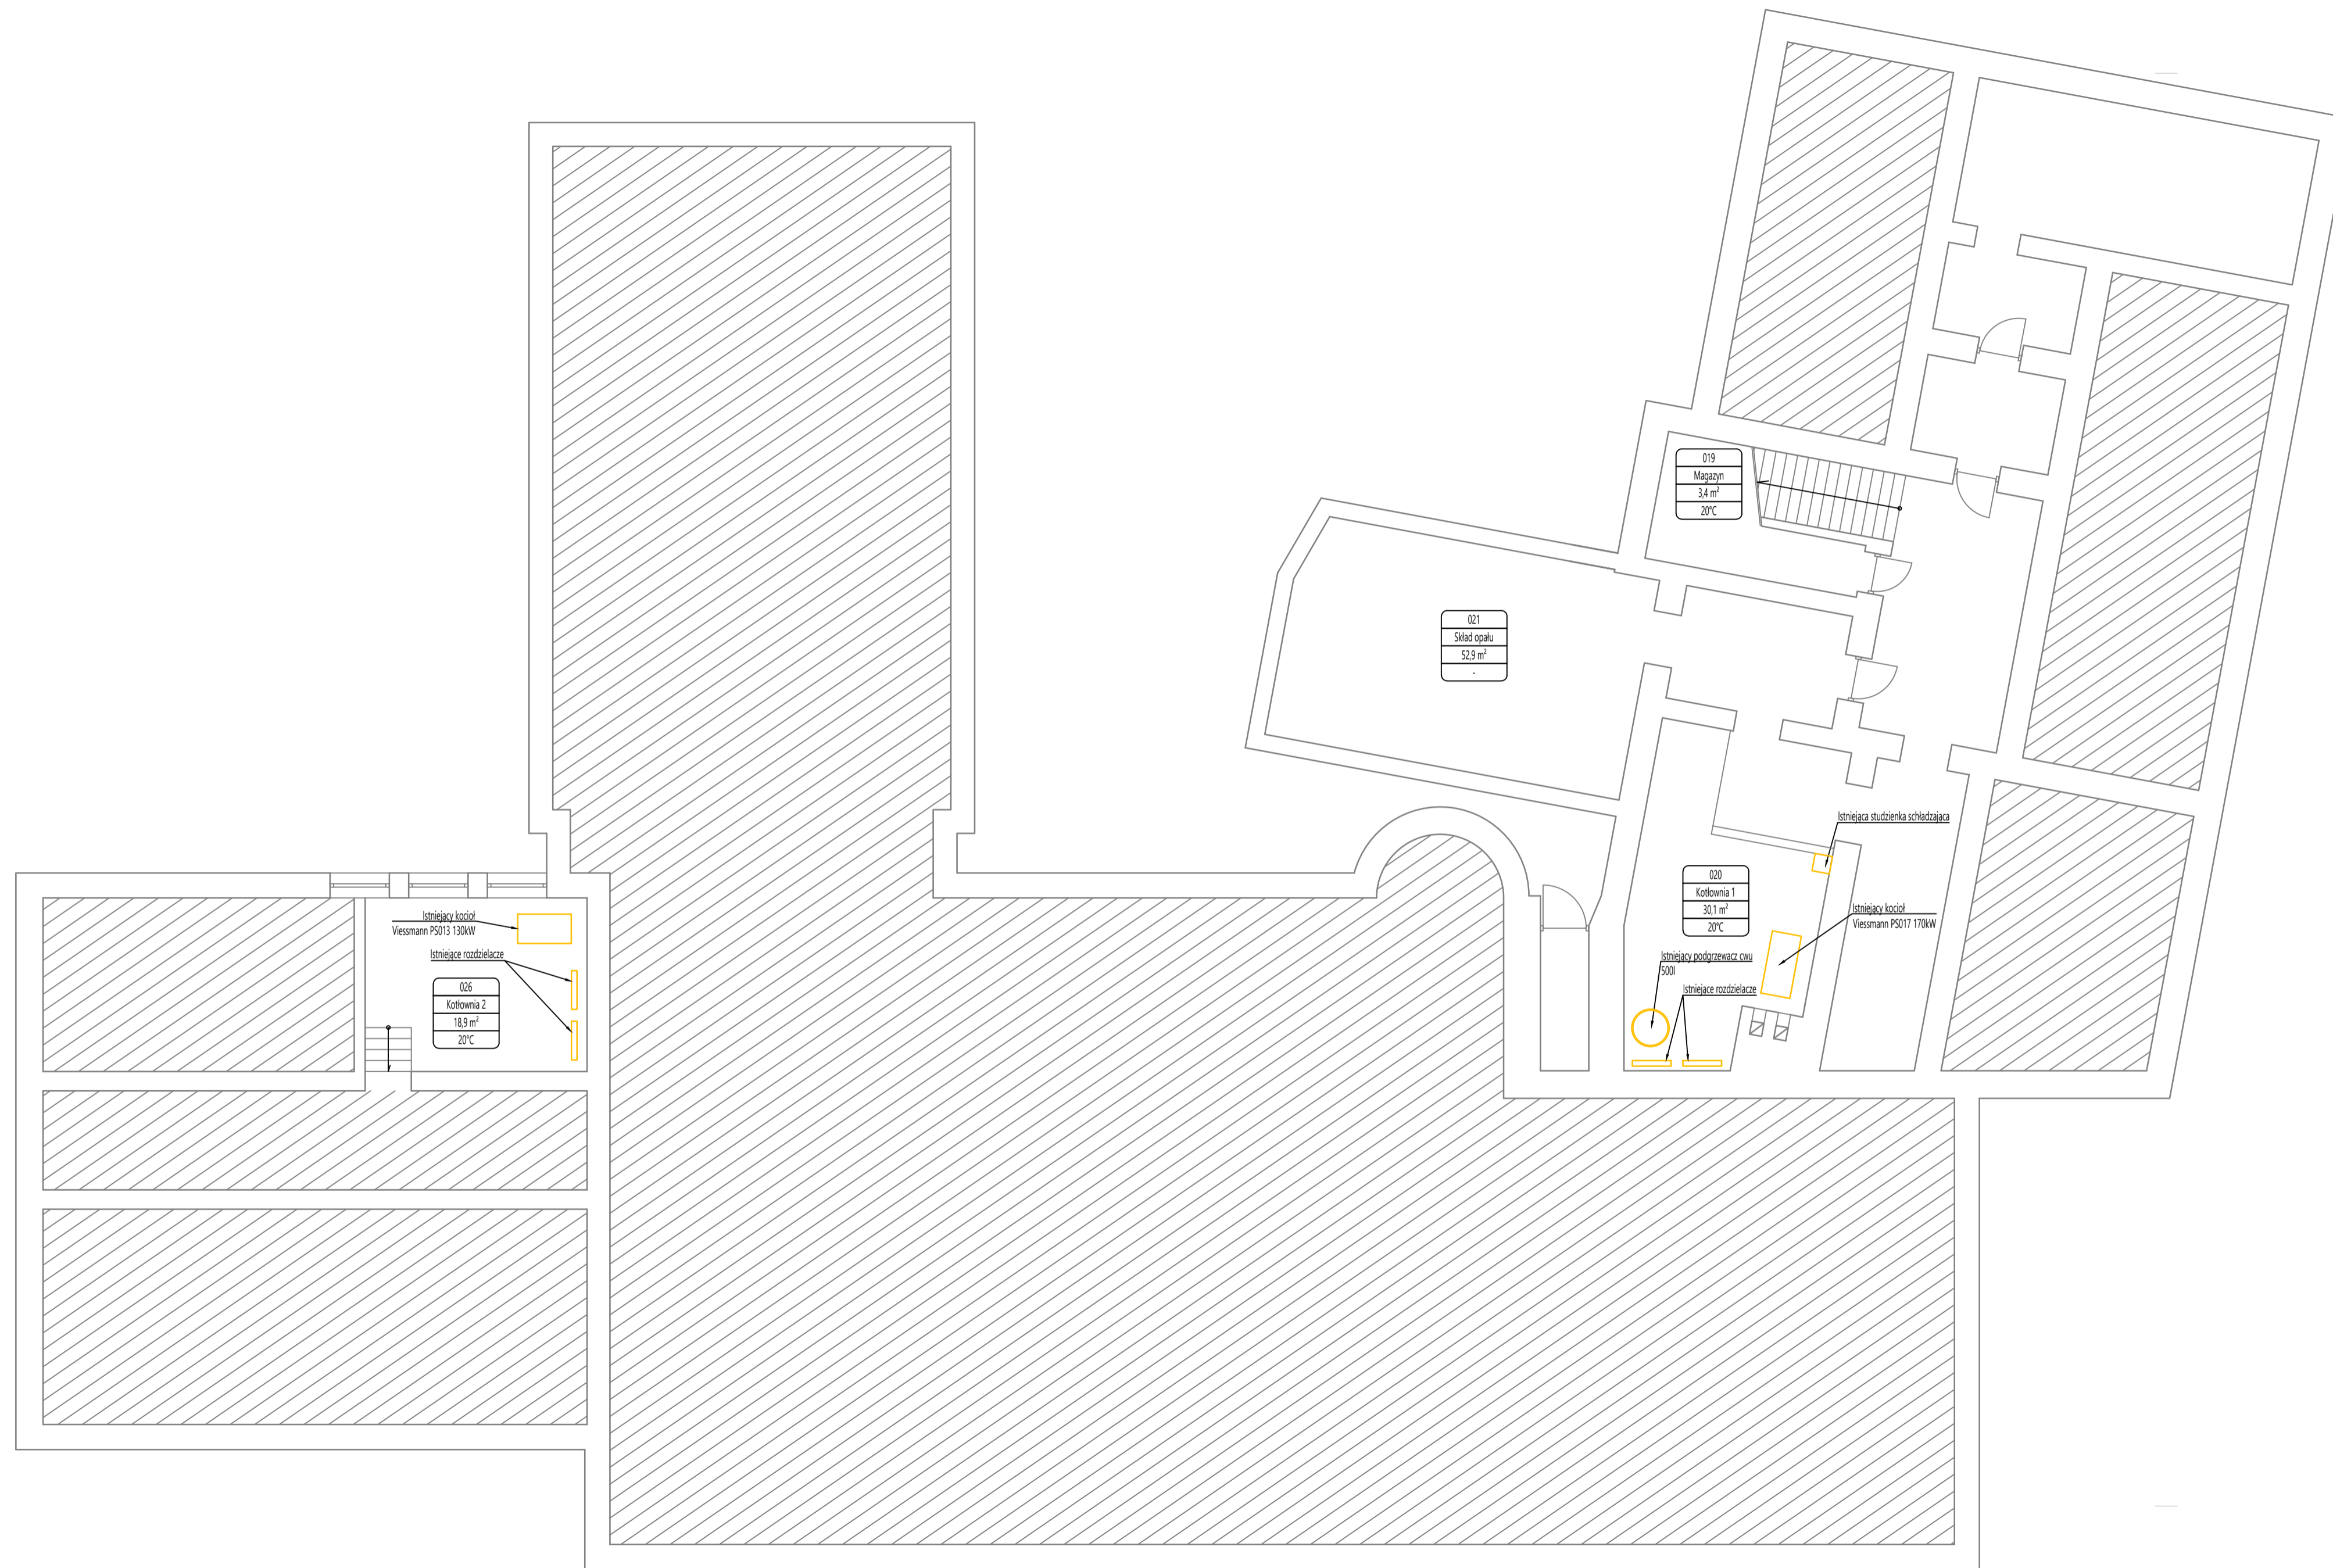 019
Magazyn
3,4 m²
20°C
021
Skład opału
52,9 m²
-
Istniejąca studzienka schładzająca
020
Kotłownia 1
30,1 m²
20°C
Istniejący kocioł
Viessmann PS017 170kW
Istniejący podgrzewacz cwu
500l
Istniejące rozdzielacze
Istniejący kocioł
Viessmann PS013 130kW
Istniejące rozdzielacze
026
Kotłownia 2
18,9 m²
20°C